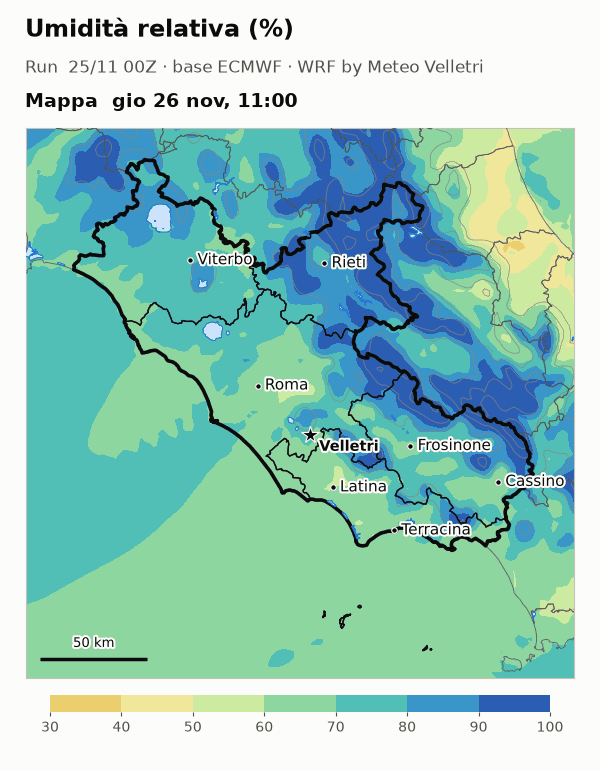 Umidità relativa (%)
Run 25/11 00Z · base ECMWF · WRF by Meteo Velletri
Mappa gio 26 nov, 11:00
Viterbo
Rieti
Roma
Velletri
Frosinone
Latina
Cassino
Terracina
50 km
30 40 50 60 70 80 90 100